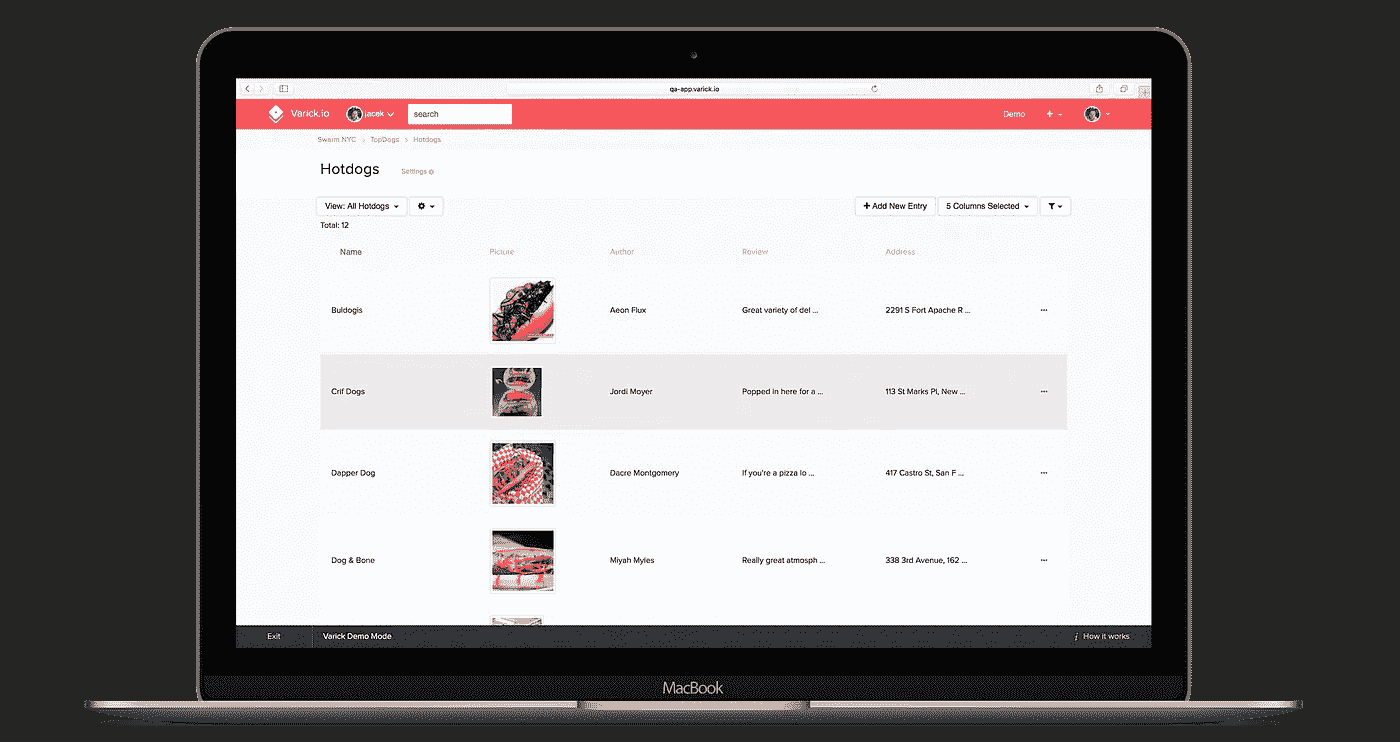 qa-app.varick.io
Varick.io jacek search Demo
Swarm NYC > TopDogs > Hotdogs
Hotdogs Settings
View: All Hotdogs + Add New Entry 5 Columns Selected
Total: 12
Name Picture Author Review Address
Buldogis Aeon Flux Great variety of del ... 2291 S Fort Apache R ...
Crif Dogs Jordi Moyer Popped in here for a ... 113 St Marks Pl, New ...
Dapper Dog Dacre Montgomery If you're a pizza lo ... 417 Castro St, San F ...
Dog & Bone Miyah Myles Really great atmosph ... 338 3rd Avenue, 162 ...
Exit Varick Demo Mode i How it works
MacBook